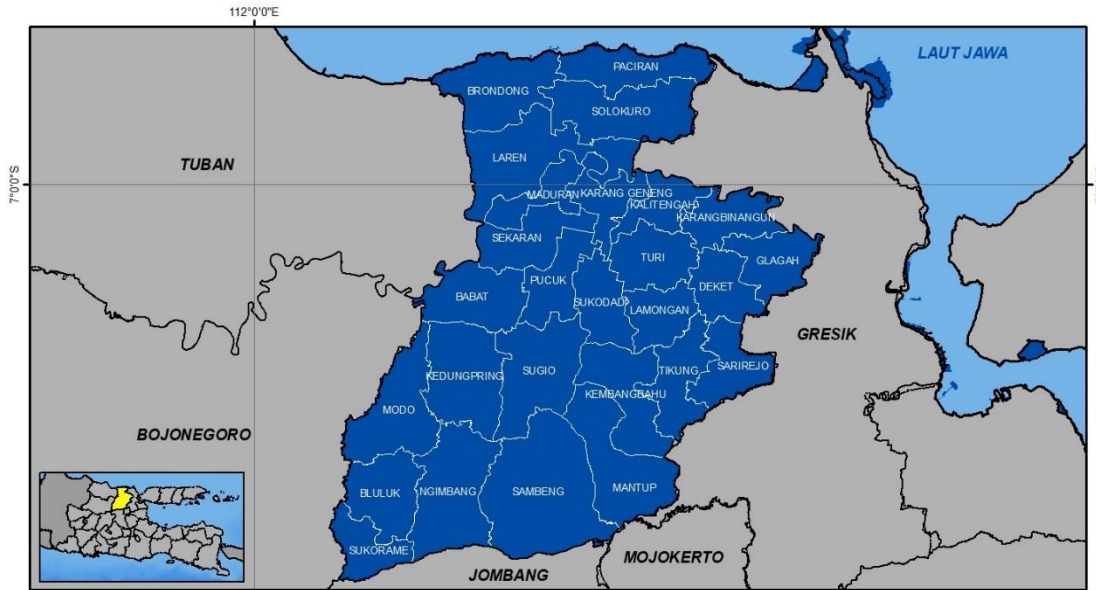 112°0'0"E
LAUT JAWA
PACIRAN
BRONDONG
SOLOKURO
LAREN
TUBAN
7°0'0"S
MADURAN
KARANG GENENG
KALITENGAH
KARANGBINANGUN
SEKARAN
TURI
GLAGAH
PUCUK
DEKET
BABAT
SUKODADI
LAMONGAN
GRESIK
SARIREJO
TIKUNG
SUGIO
KEDUNGPRING
KEMBANGBAHU
MODO
BOJONEGORO
MANTUP
BLULUK
NGIMBANG
SAMBENG
SUKORAME
MOJOKERTO
JOMBANG